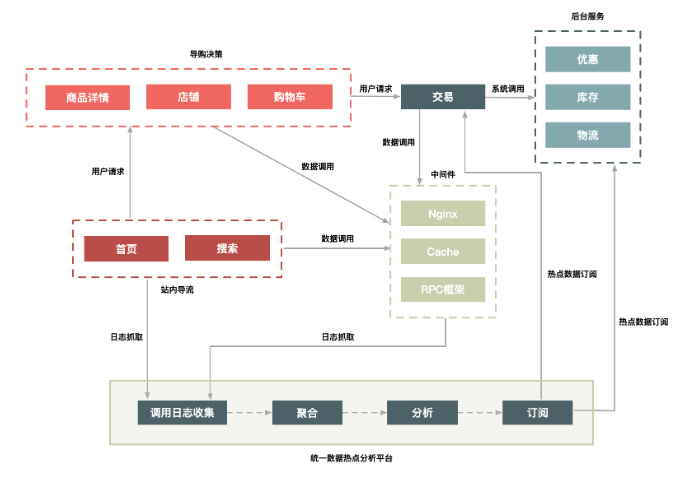 后台服务
导购决策
商品详情
店铺
购物车
用户请求
交易
系统调用
优惠
库存
物流
数据调用
中间件
用户请求
数据调用
Nginx
Cache
RPC框架
首页
搜索
数据调用
站内导流
热点数据订阅
热点数据订阅
日志抓取
日志抓取
调用日志收集
聚合
分析
订阅
统一数据热点分析平台